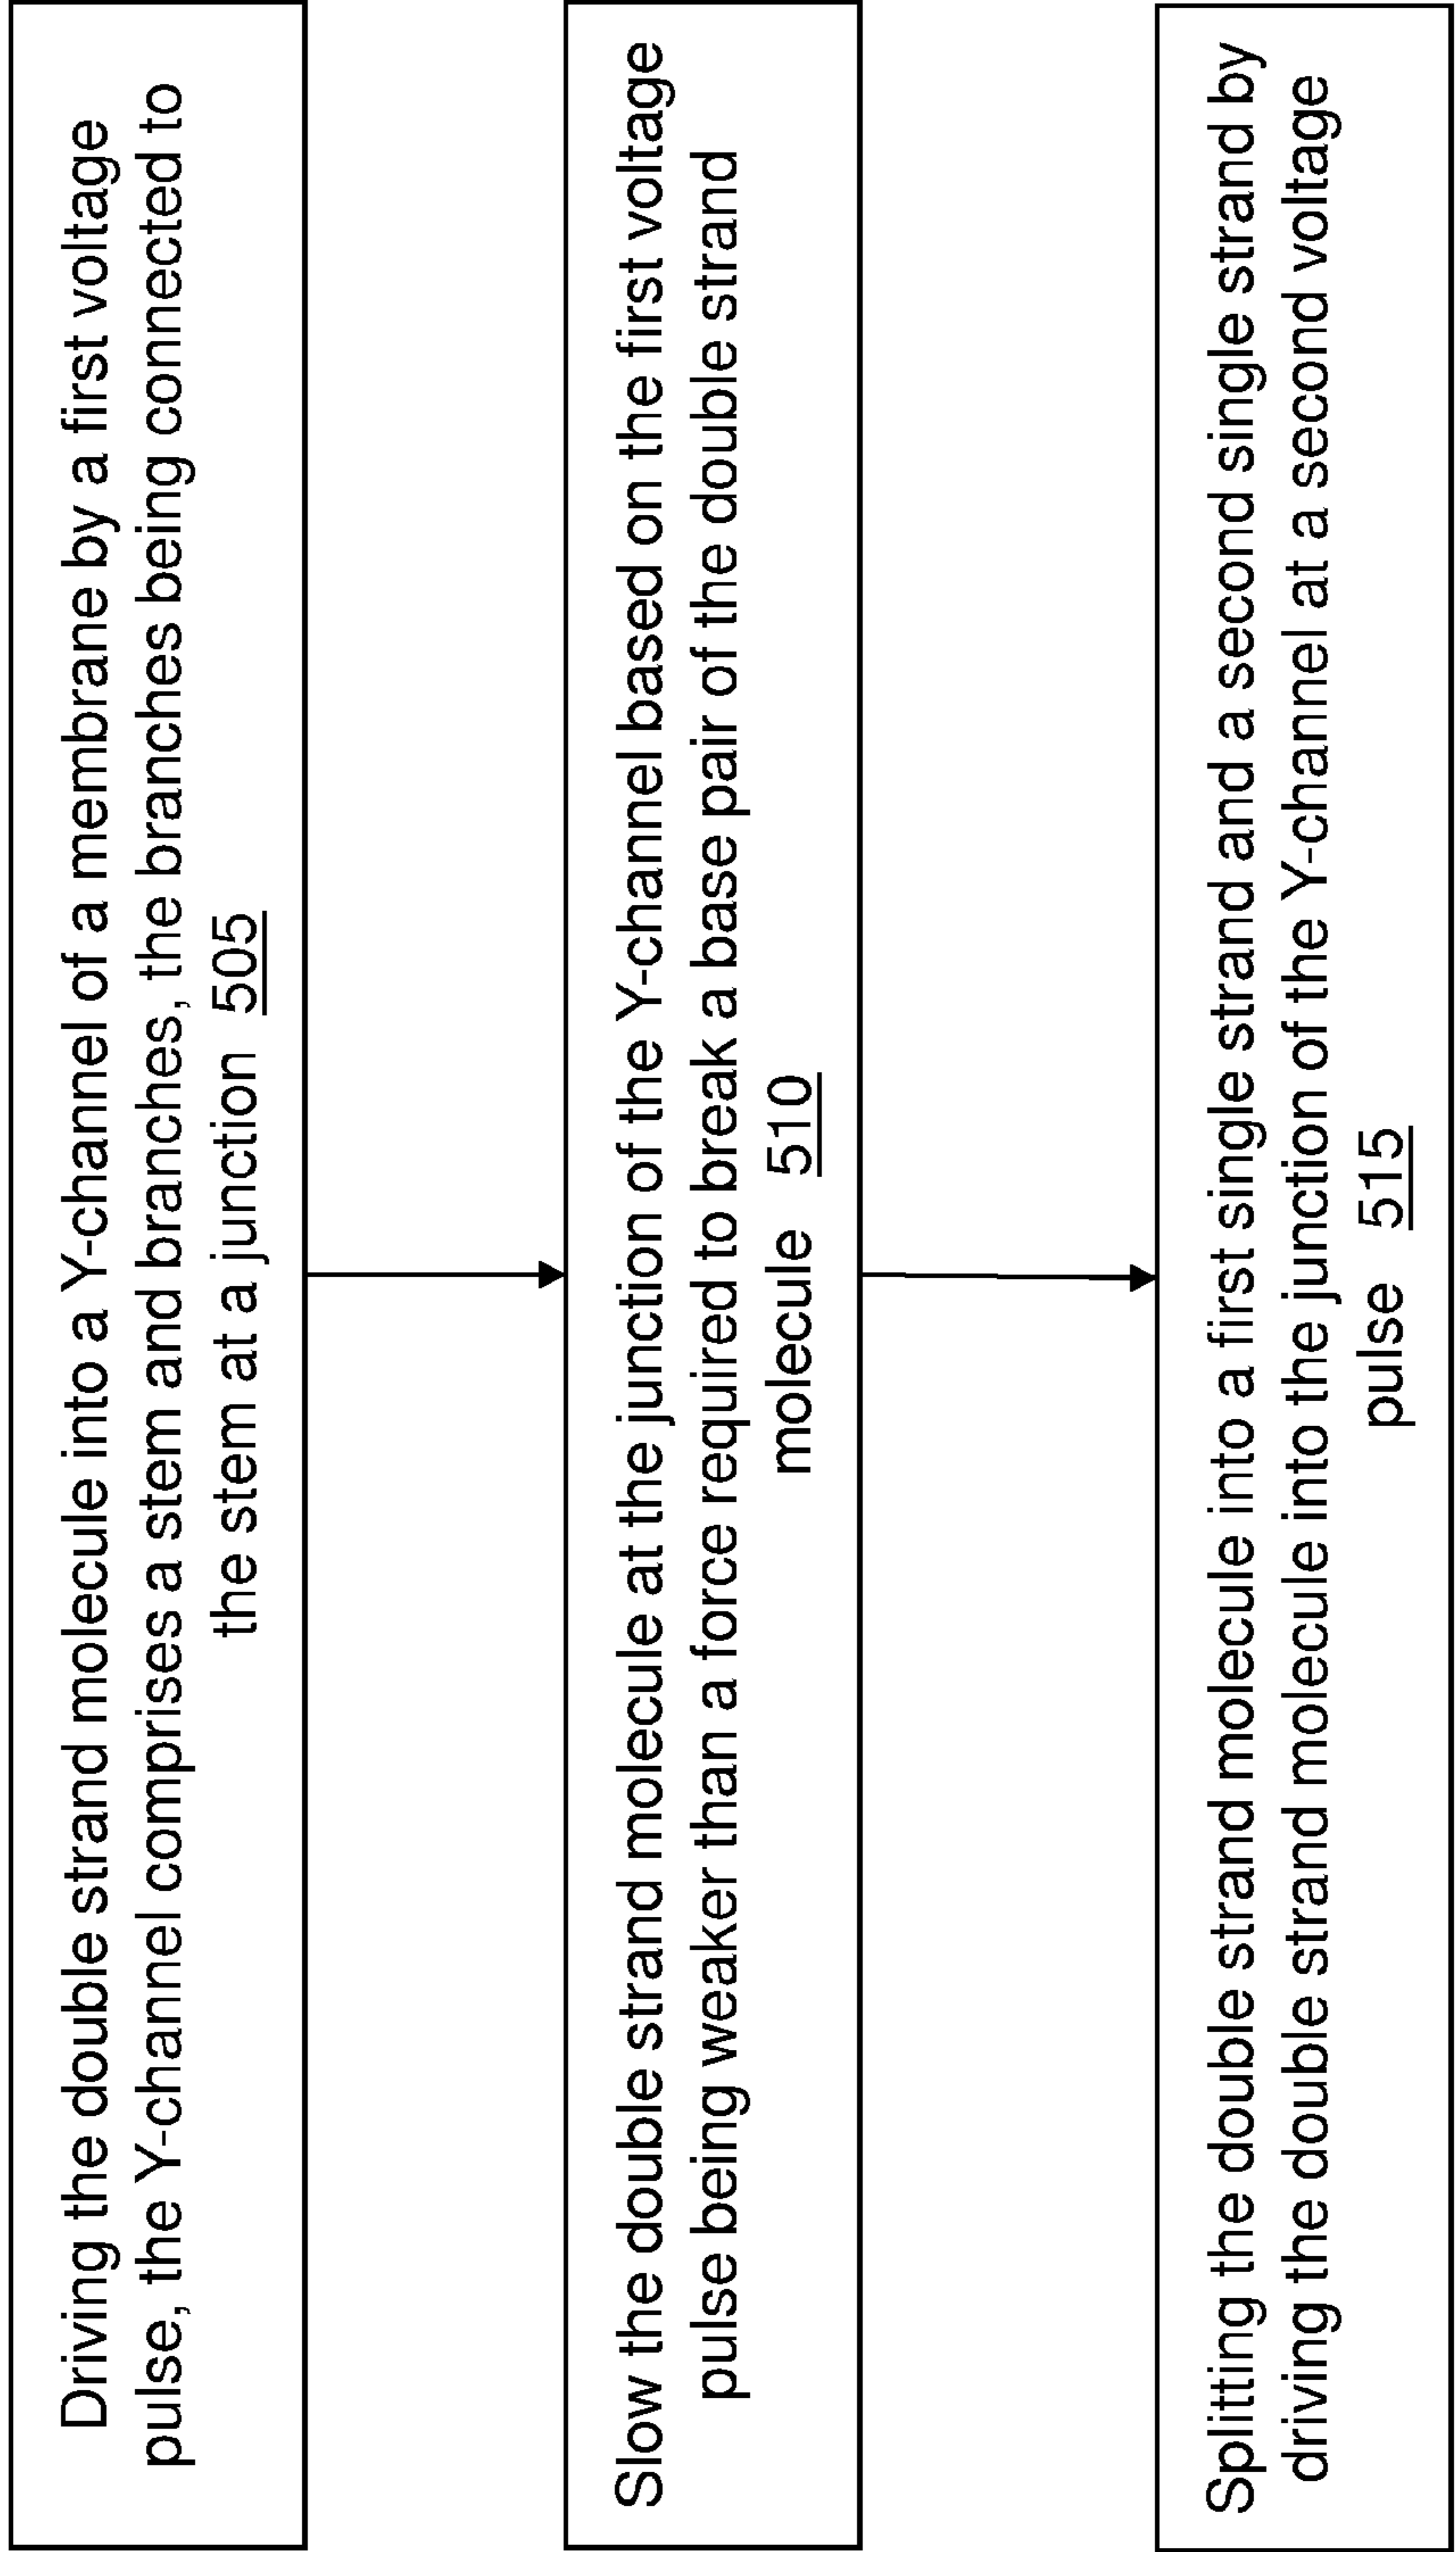 Driving the double strand molecule into a Y-channel of a membrane by a first voltage
pulse, the Y-channel comprises a stem and branches, the branches being connected to
the stem at a junction 505
Slow the double strand molecule at the junction of the Y-channel based on the first voltage
pulse being weaker than a force required to break a base pair of the double strand
molecule 510
Splitting the double strand molecule into a first single strand and a second single strand by
driving the double strand molecule into the junction of the Y-channel at a second voltage
pulse 515